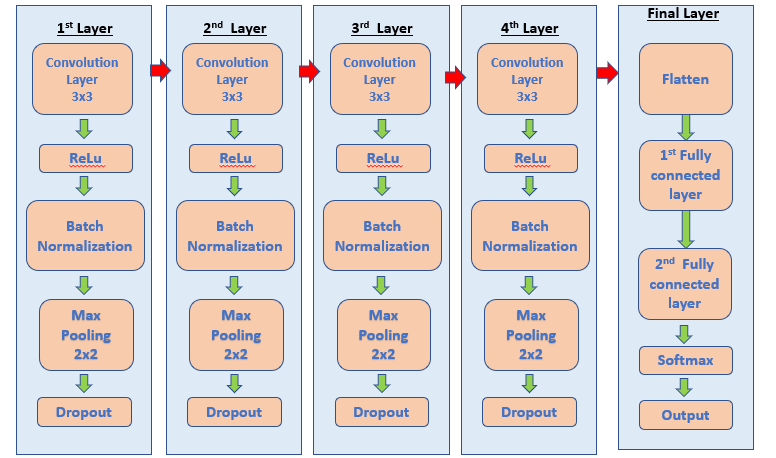 1st Layer
Convolution
Layer
3x3
ReLu
Batch
Normalization
Max
Pooling
2x2
Dropout
2nd Layer
Convolution
Layer
3x3
ReLu
Batch
Normalization
Max
Pooling
2x2
Dropout
3rd Layer
Convolution
Layer
3x3
ReLu
Batch
Normalization
Max
Pooling
2x2
Dropout
4th Layer
Convolution
Layer
3x3
ReLu
Batch
Normalization
Max
Pooling
2x2
Dropout
Final Layer
Flatten
1st Fully
connected
layer
2nd Fully
connected
layer
Softmax
Output